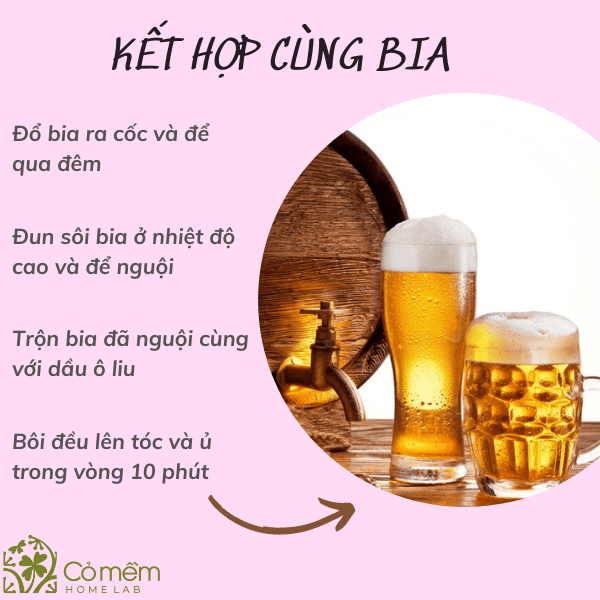 KẾT HỢP CÙNG BIA
Đổ bia ra cốc và để
qua đêm
Đun sôi bia ở nhiệt độ
cao và để nguội
Trộn bia đã nguội cùng
với dầu ô liu
Bôi đều lên tóc và ủ
trong vòng 10 phút
Cỏ mềm
HOME LAB